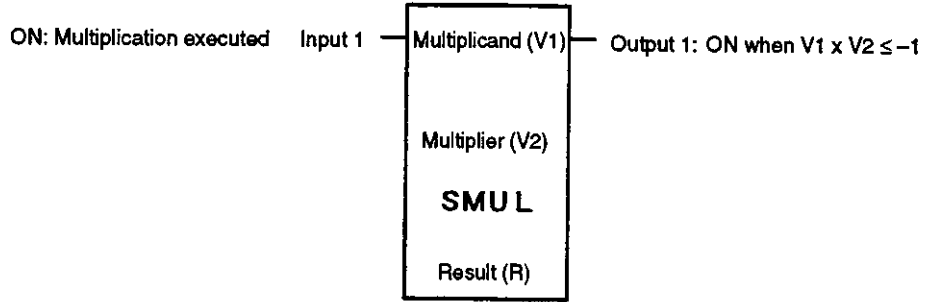 ON: Multiplication executed Input 1 Multiplicand (V1) Output 1: ON when V1 x V2 ≤ –1
Multiplier (V2)
SMUL
Result (R)